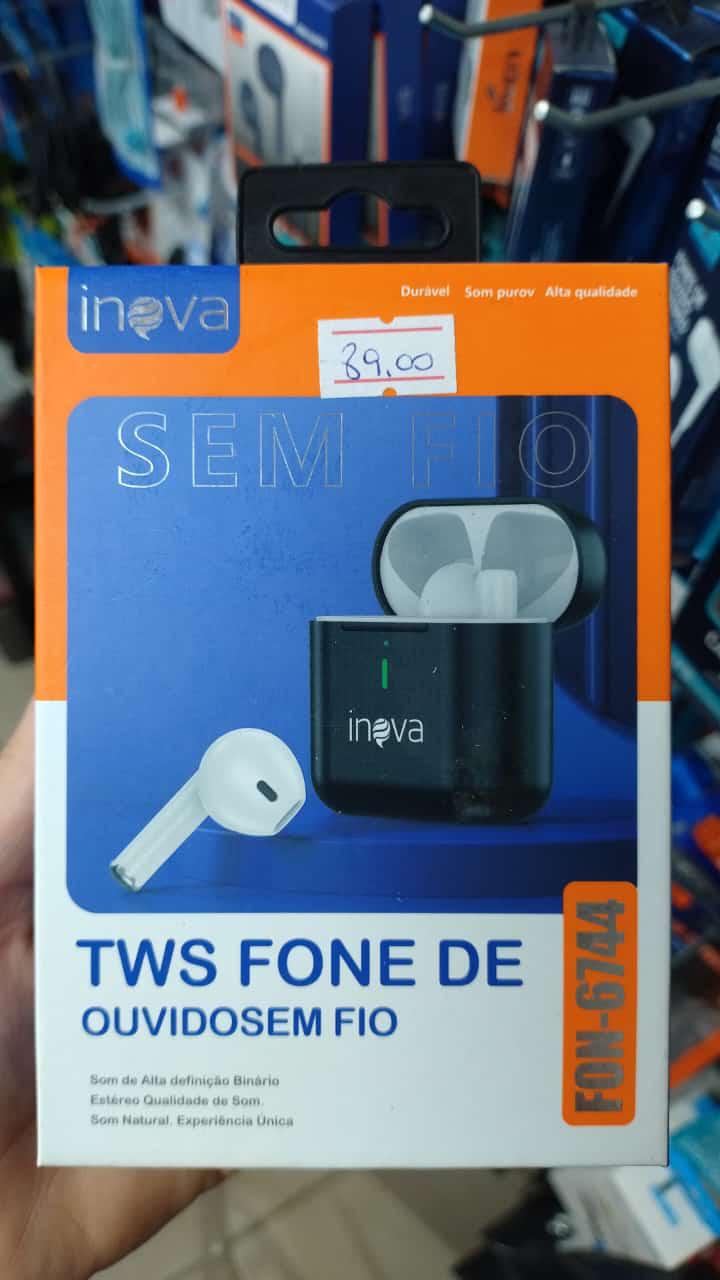 inova
Durável Som purov Alta qualidade
89.00
SEM FIO
inova
TWS FONE DE
OUVIDOSEM FIO
FON-6744
Som de Alta definição Binário
Estéreo Qualidade de Som.
Som Natural. Experiência Única